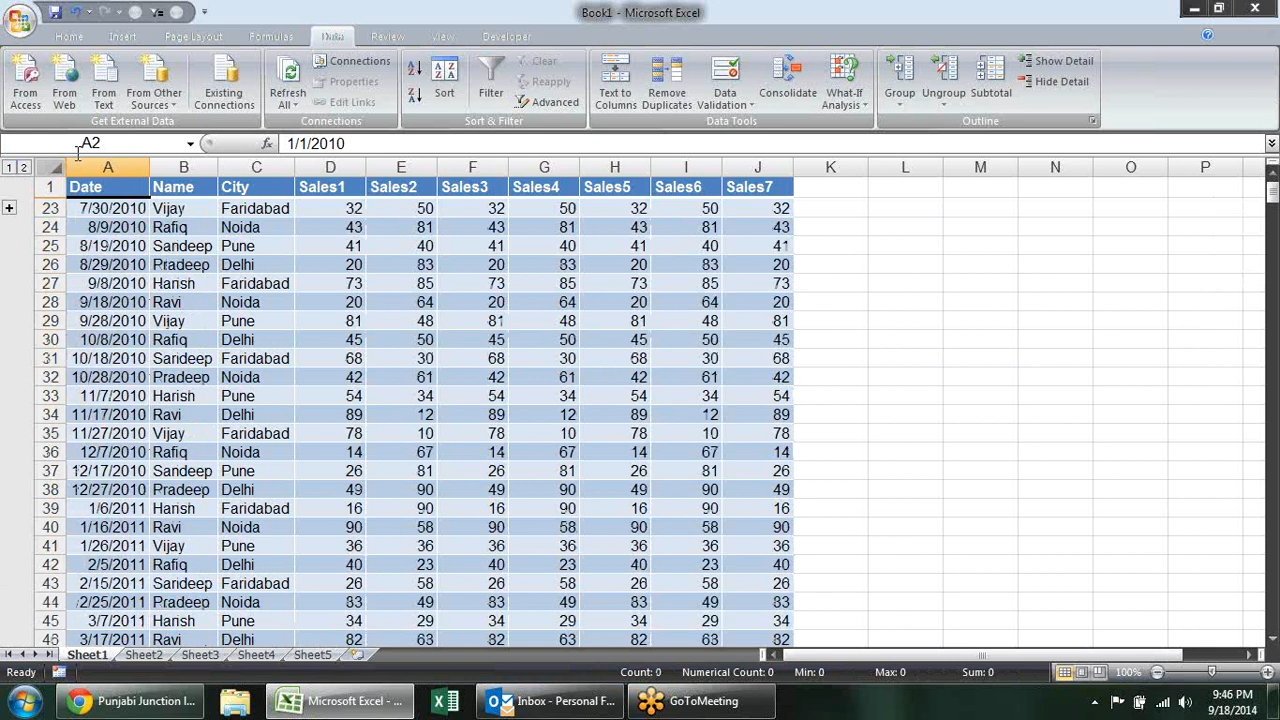 Book1 - Microsoft Excel
Home Insert Page Layout Formulas Data Review View Developer
From Access
From Web
From Text
From Other Sources
Existing Connections
Get External Data
Refresh All
Connections
Properties
Edit Links
Connections
Sort
Filter
Clear
Reapply
Advanced
Sort & Filter
Text to Columns
Remove Duplicates
Data Validation
Consolidate
What-If Analysis
Data Tools
Group
Ungroup
Subtotal
Show Detail
Hide Detail
Outline
A2 fx 1/1/2010
1 2 A B C D E F G H I J K L M N O P
1 Date Name City Sales1 Sales2 Sales3 Sales4 Sales5 Sales6 Sales7
23 7/30/2010 Vijay Faridabad 32 50 32 50 32 50 32
24 8/9/2010 Rafiq Noida 43 81 43 81 43 81 43
25 8/19/2010 Sandeep Pune 41 40 41 40 41 40 41
26 8/29/2010 Pradeep Delhi 20 83 20 83 20 83 20
27 9/8/2010 Harish Faridabad 73 85 73 85 73 85 73
28 9/18/2010 Ravi Noida 20 64 20 64 20 64 20
29 9/28/2010 Vijay Pune 81 48 81 48 81 48 81
30 10/8/2010 Rafiq Delhi 45 50 45 50 45 50 45
31 10/18/2010 Sandeep Faridabad 68 30 68 30 68 30 68
32 10/28/2010 Pradeep Noida 42 61 42 61 42 61 42
33 11/7/2010 Harish Pune 54 34 54 34 54 34 54
34 11/17/2010 Ravi Delhi 89 12 89 12 89 12 89
35 11/27/2010 Vijay Faridabad 78 10 78 10 78 10 78
36 12/7/2010 Rafiq Noida 14 67 14 67 14 67 14
37 12/17/2010 Sandeep Pune 26 81 26 81 26 81 26
38 12/27/2010 Pradeep Delhi 49 90 49 90 49 90 49
39 1/6/2011 Harish Faridabad 16 90 16 90 16 90 16
40 1/16/2011 Ravi Noida 90 58 90 58 90 58 90
41 1/26/2011 Vijay Pune 36 36 36 36 36 36 36
42 2/5/2011 Rafiq Delhi 40 23 40 23 40 23 40
43 2/15/2011 Sandeep Faridabad 26 58 26 58 26 58 26
44 2/25/2011 Pradeep Noida 83 49 83 49 83 49 83
45 3/7/2011 Harish Pune 34 29 34 29 34 29 34
46 3/17/2011 Ravi Delhi 82 63 82 63 82 63 82
Sheet1 Sheet2 Sheet3 Sheet4 Sheet5
Ready Count: 0 Numerical Count: 0 Min: 0 Max: 0 Sum: 0 100%
Punjabi Junction I... Microsoft Excel - ... Inbox - Personal F... GoToMeeting
9:46 PM
9/18/2014